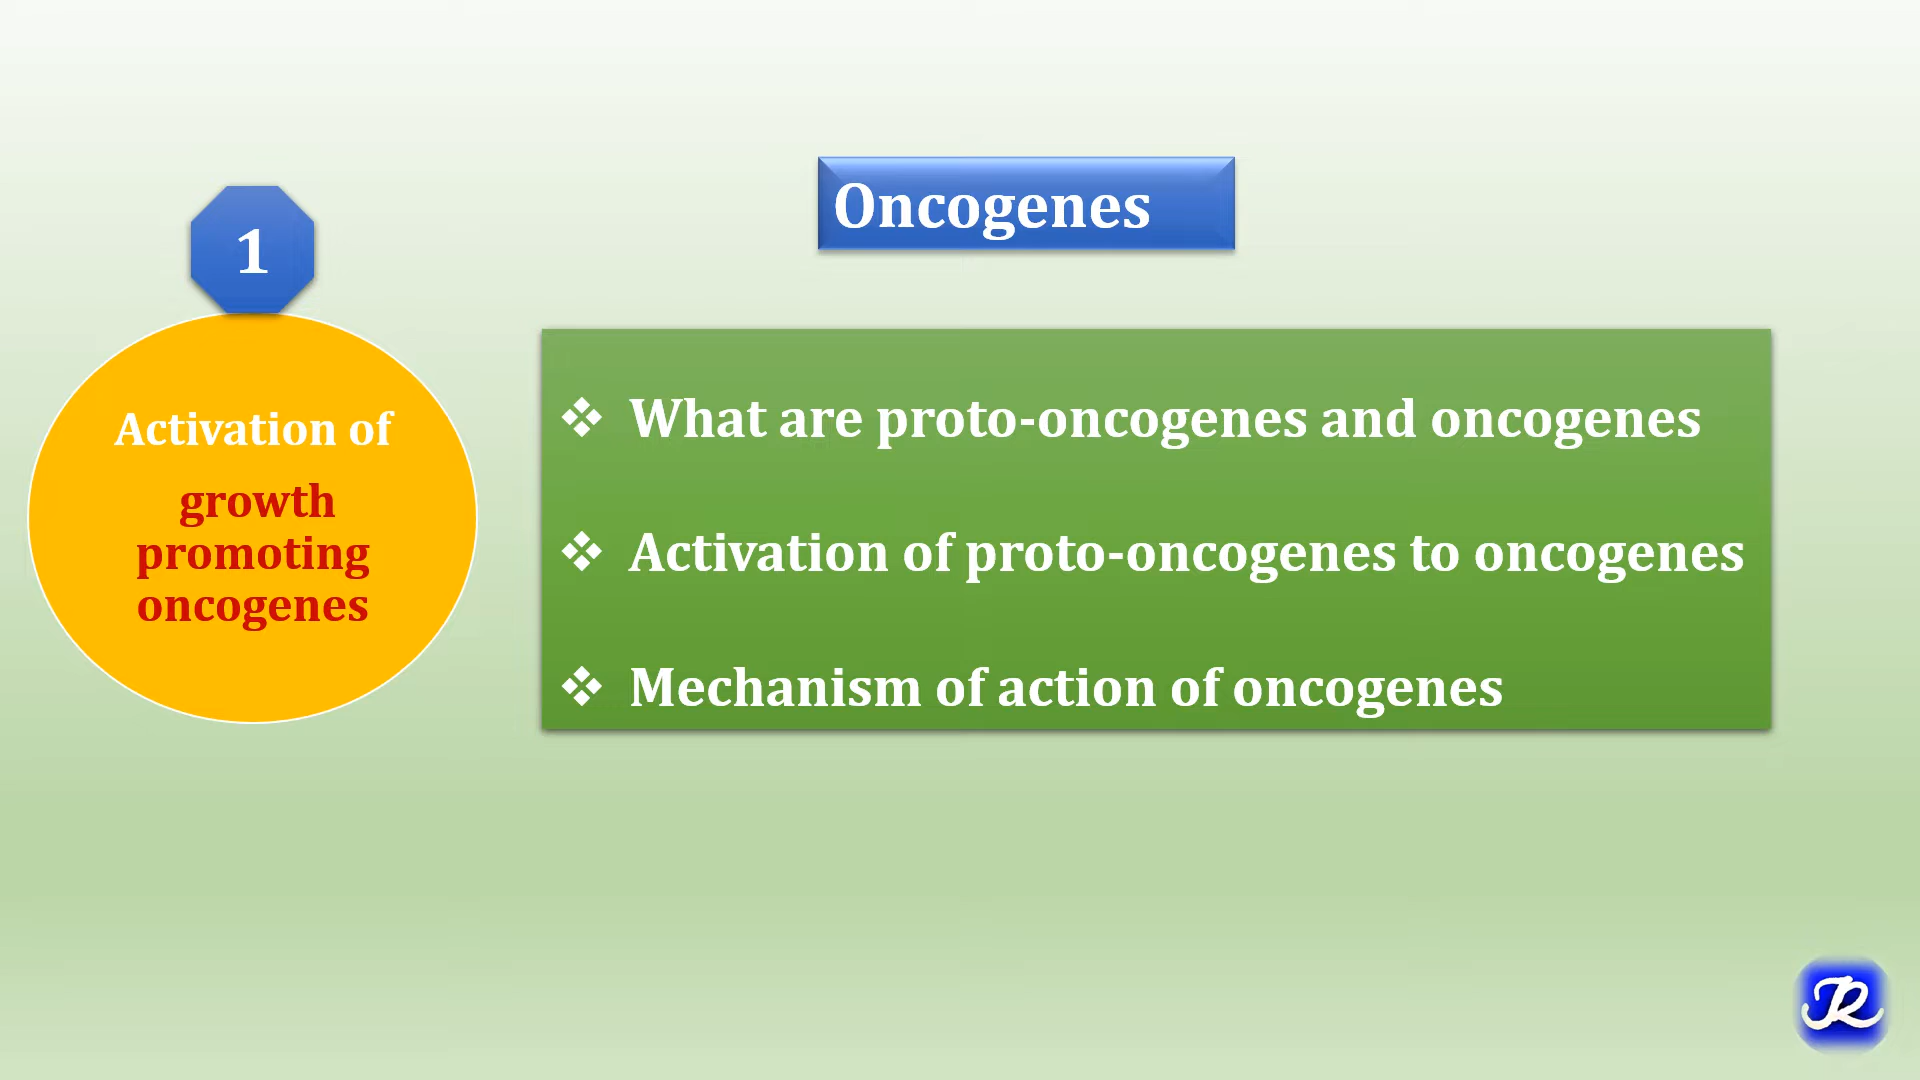 1
Activation of
growth
promoting
oncogenes
Oncogenes
❖ What are proto-oncogenes and oncogenes
❖ Activation of proto-oncogenes to oncogenes
❖ Mechanism of action of oncogenes